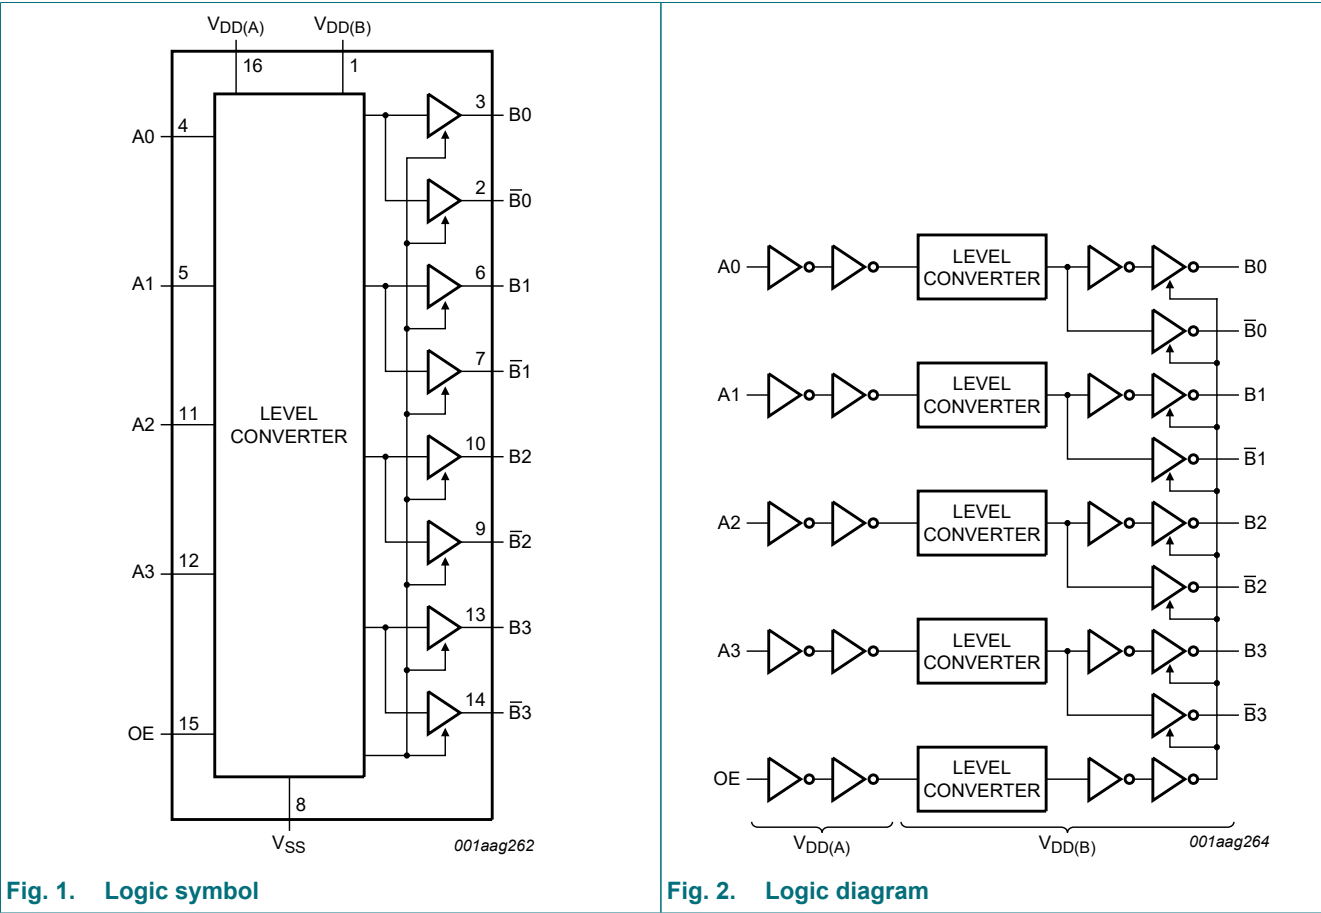 VDD(A) VDD(B)
16 1
3 B0
A0 4
2 B̅0
A1 5
6 B1
7 B̅1
LEVEL
CONVERTER
A2 11
10 B2
9 B̅2
A3 12
13 B3
14 B̅3
OE 15
8
VSS
001aag262
Fig. 1. Logic symbol
A0 LEVEL CONVERTER B0
B̅0
A1 LEVEL CONVERTER B1
B̅1
A2 LEVEL CONVERTER B2
B̅2
A3 LEVEL CONVERTER B3
B̅3
OE LEVEL CONVERTER
VDD(A) VDD(B)
001aag264
Fig. 2. Logic diagram